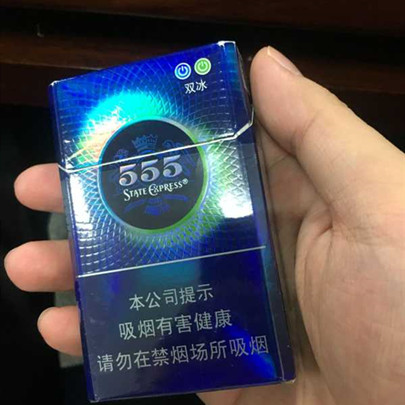 双冰
555
STATE EXPRESS®
本公司提示
吸烟有害健康
请勿在禁烟场所吸烟